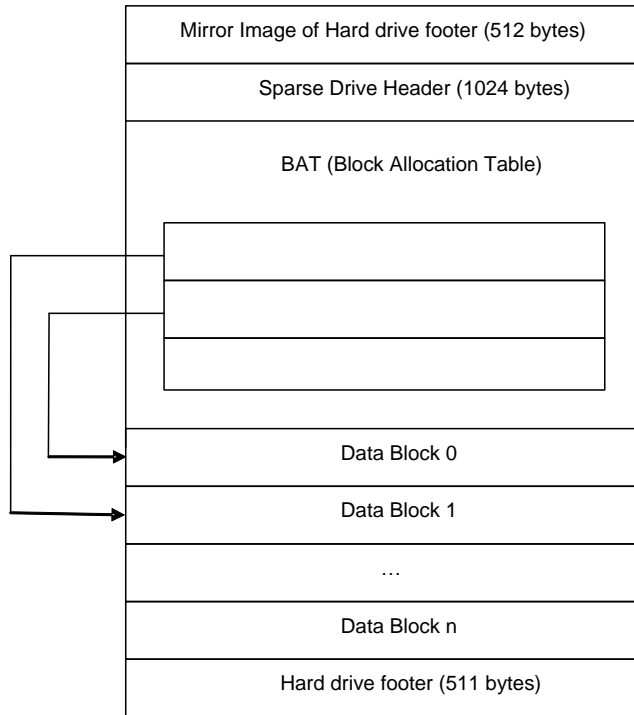 Mirror Image of Hard drive footer (512 bytes)
Sparse Drive Header (1024 bytes)
BAT (Block Allocation Table)
Data Block 0
Data Block 1
…
Data Block n
Hard drive footer (511 bytes)